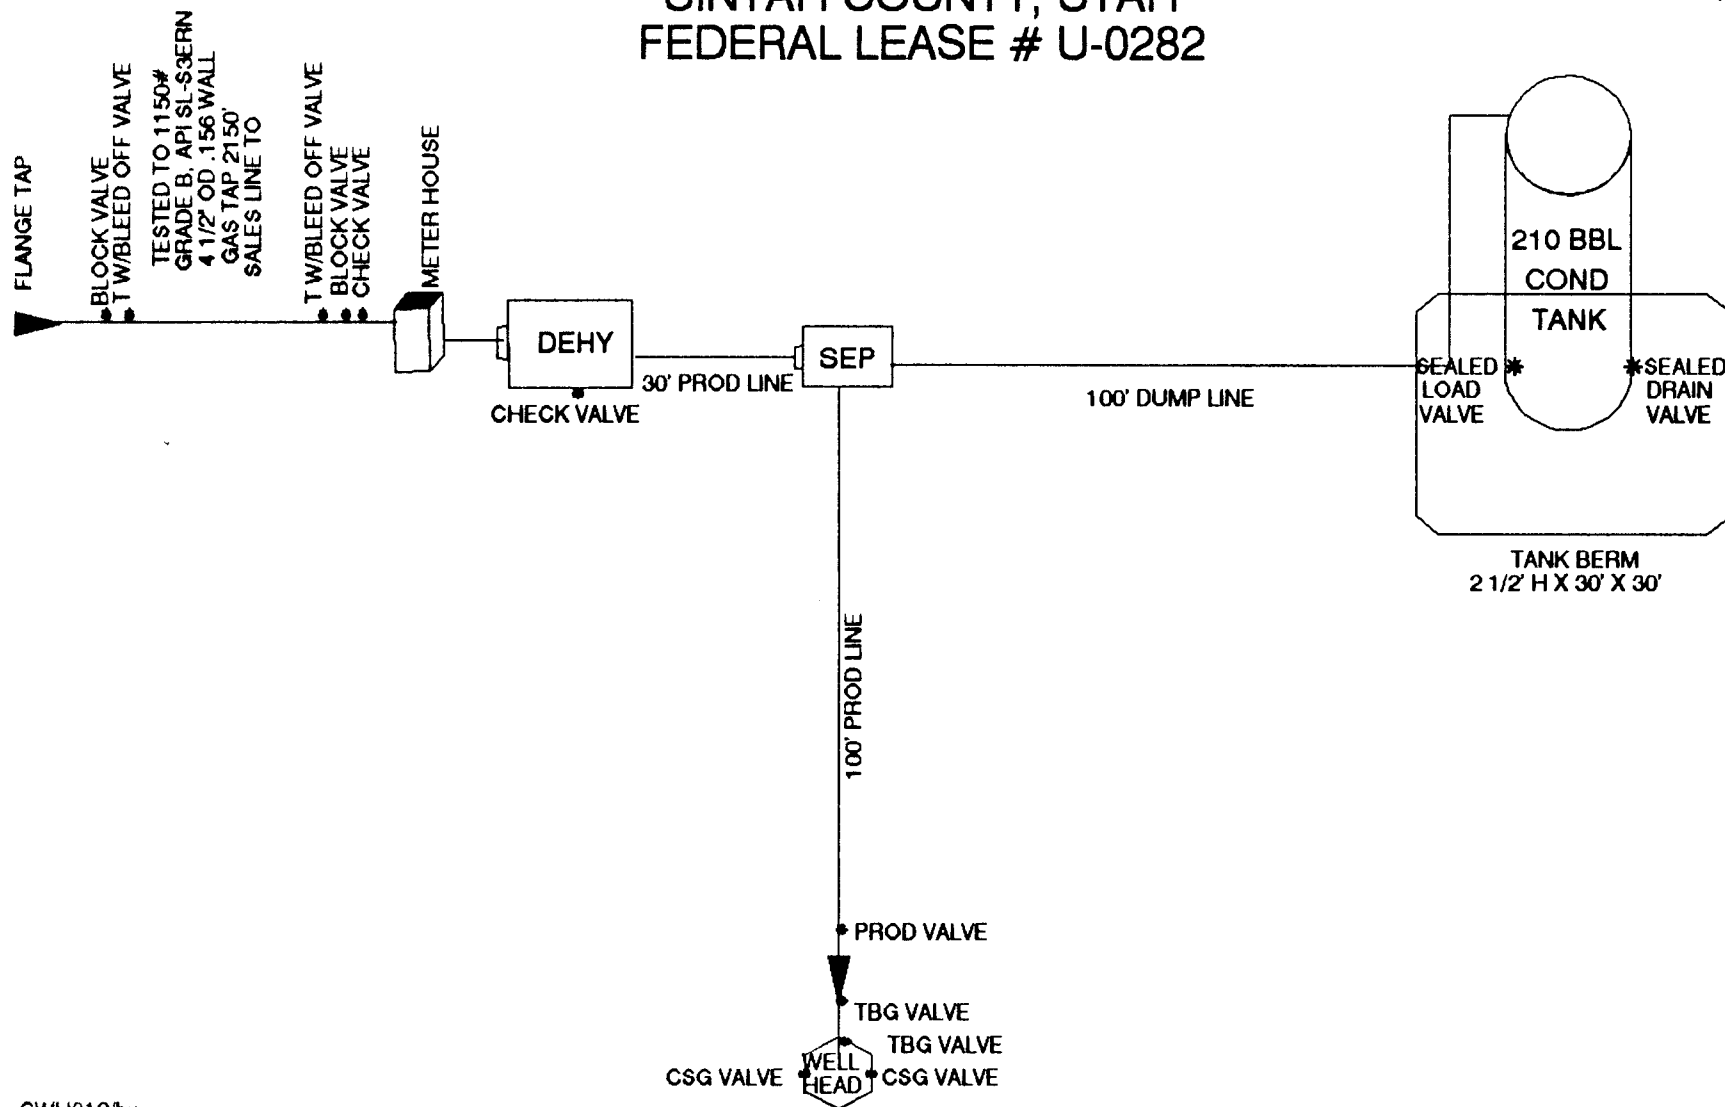 UINTAH COUNTY, UTAH
FEDERAL LEASE # U-0282
FLANGE TAP
BLOCK VALVE
T W/BLEED OFF VALVE
TESTED TO 1150#
GRADE B, API SL-S3ERN
4 1/2" OD .156 WALL
GAS TAP 2150'
SALES LINE TO
T W/BLEED OFF VALVE
BLOCK VALVE
CHECK VALVE
METER HOUSE
DEHY
CHECK VALVE
30' PROD LINE
SEP
100' DUMP LINE
210 BBL
COND
TANK
SEALED
LOAD
VALVE
SEALED
DRAIN
VALVE
TANK BERM
2 1/2' H X 30' X 30'
100' PROD LINE
PROD VALVE
TBG VALVE
TBG VALVE
CSG VALVE
WELL
HEAD
CSG VALVE